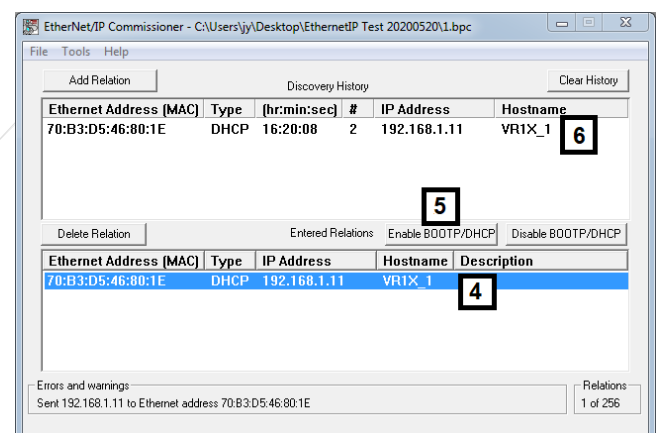 EtherNet/IP Commissioner - C:\Users\jy\Desktop\EthernetIP Test 20200520\1.bpc
File Tools Help
Add Relation Discovery History Clear History
Ethernet Address (MAC) Type (hr:min:sec) # IP Address Hostname
70:B3:D5:46:80:1E DHCP 16:20:08 2 192.168.1.11 VR1X_1
6
5
Delete Relation Entered Relations Enable BOOTP/DHCP Disable BOOTP/DHCP
Ethernet Address (MAC) Type IP Address Hostname Description
70:B3:D5:46:80:1E DHCP 192.168.1.11 VR1X_1
4
Errors and warnings Relations
Sent 192.168.1.11 to Ethernet address 70:B3:D5:46:80:1E 1 of 256